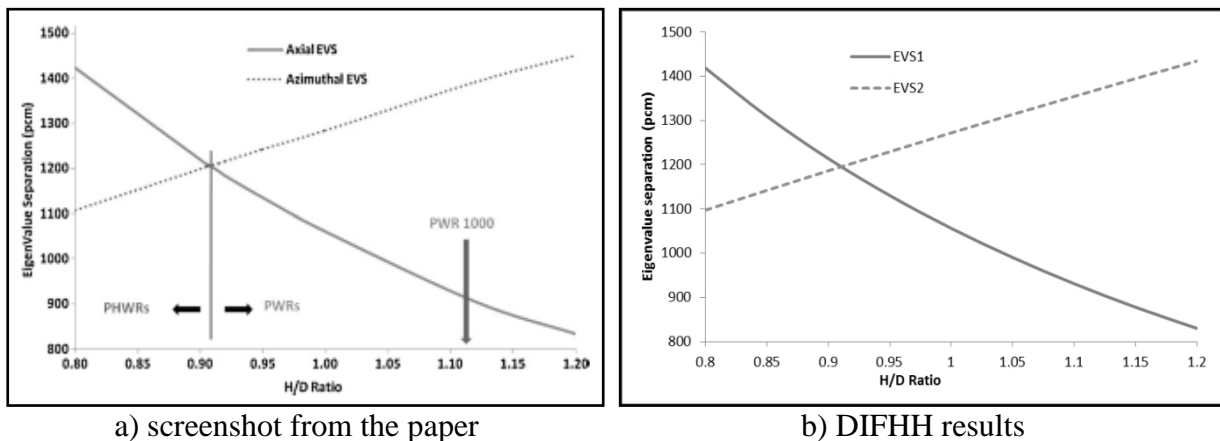 1500
1400
1300
1200
1100
1000
900
800
EigenValue Separation (pcm)
Axial EVS
Azimuthal EVS
PWR 1000
PHWRs
PWRs
0.80 0.85 0.90 0.95 1.00 1.05 1.10 1.15 1.20
H/D Ratio
a) screenshot from the paper
1500
1400
1300
1200
1100
1000
900
800
Eigenvalue separation (pcm)
EVS1
EVS2
0.8 0.85 0.9 0.95 1 1.05 1.1 1.15 1.2
H/D Ratio
b) DIFHH results